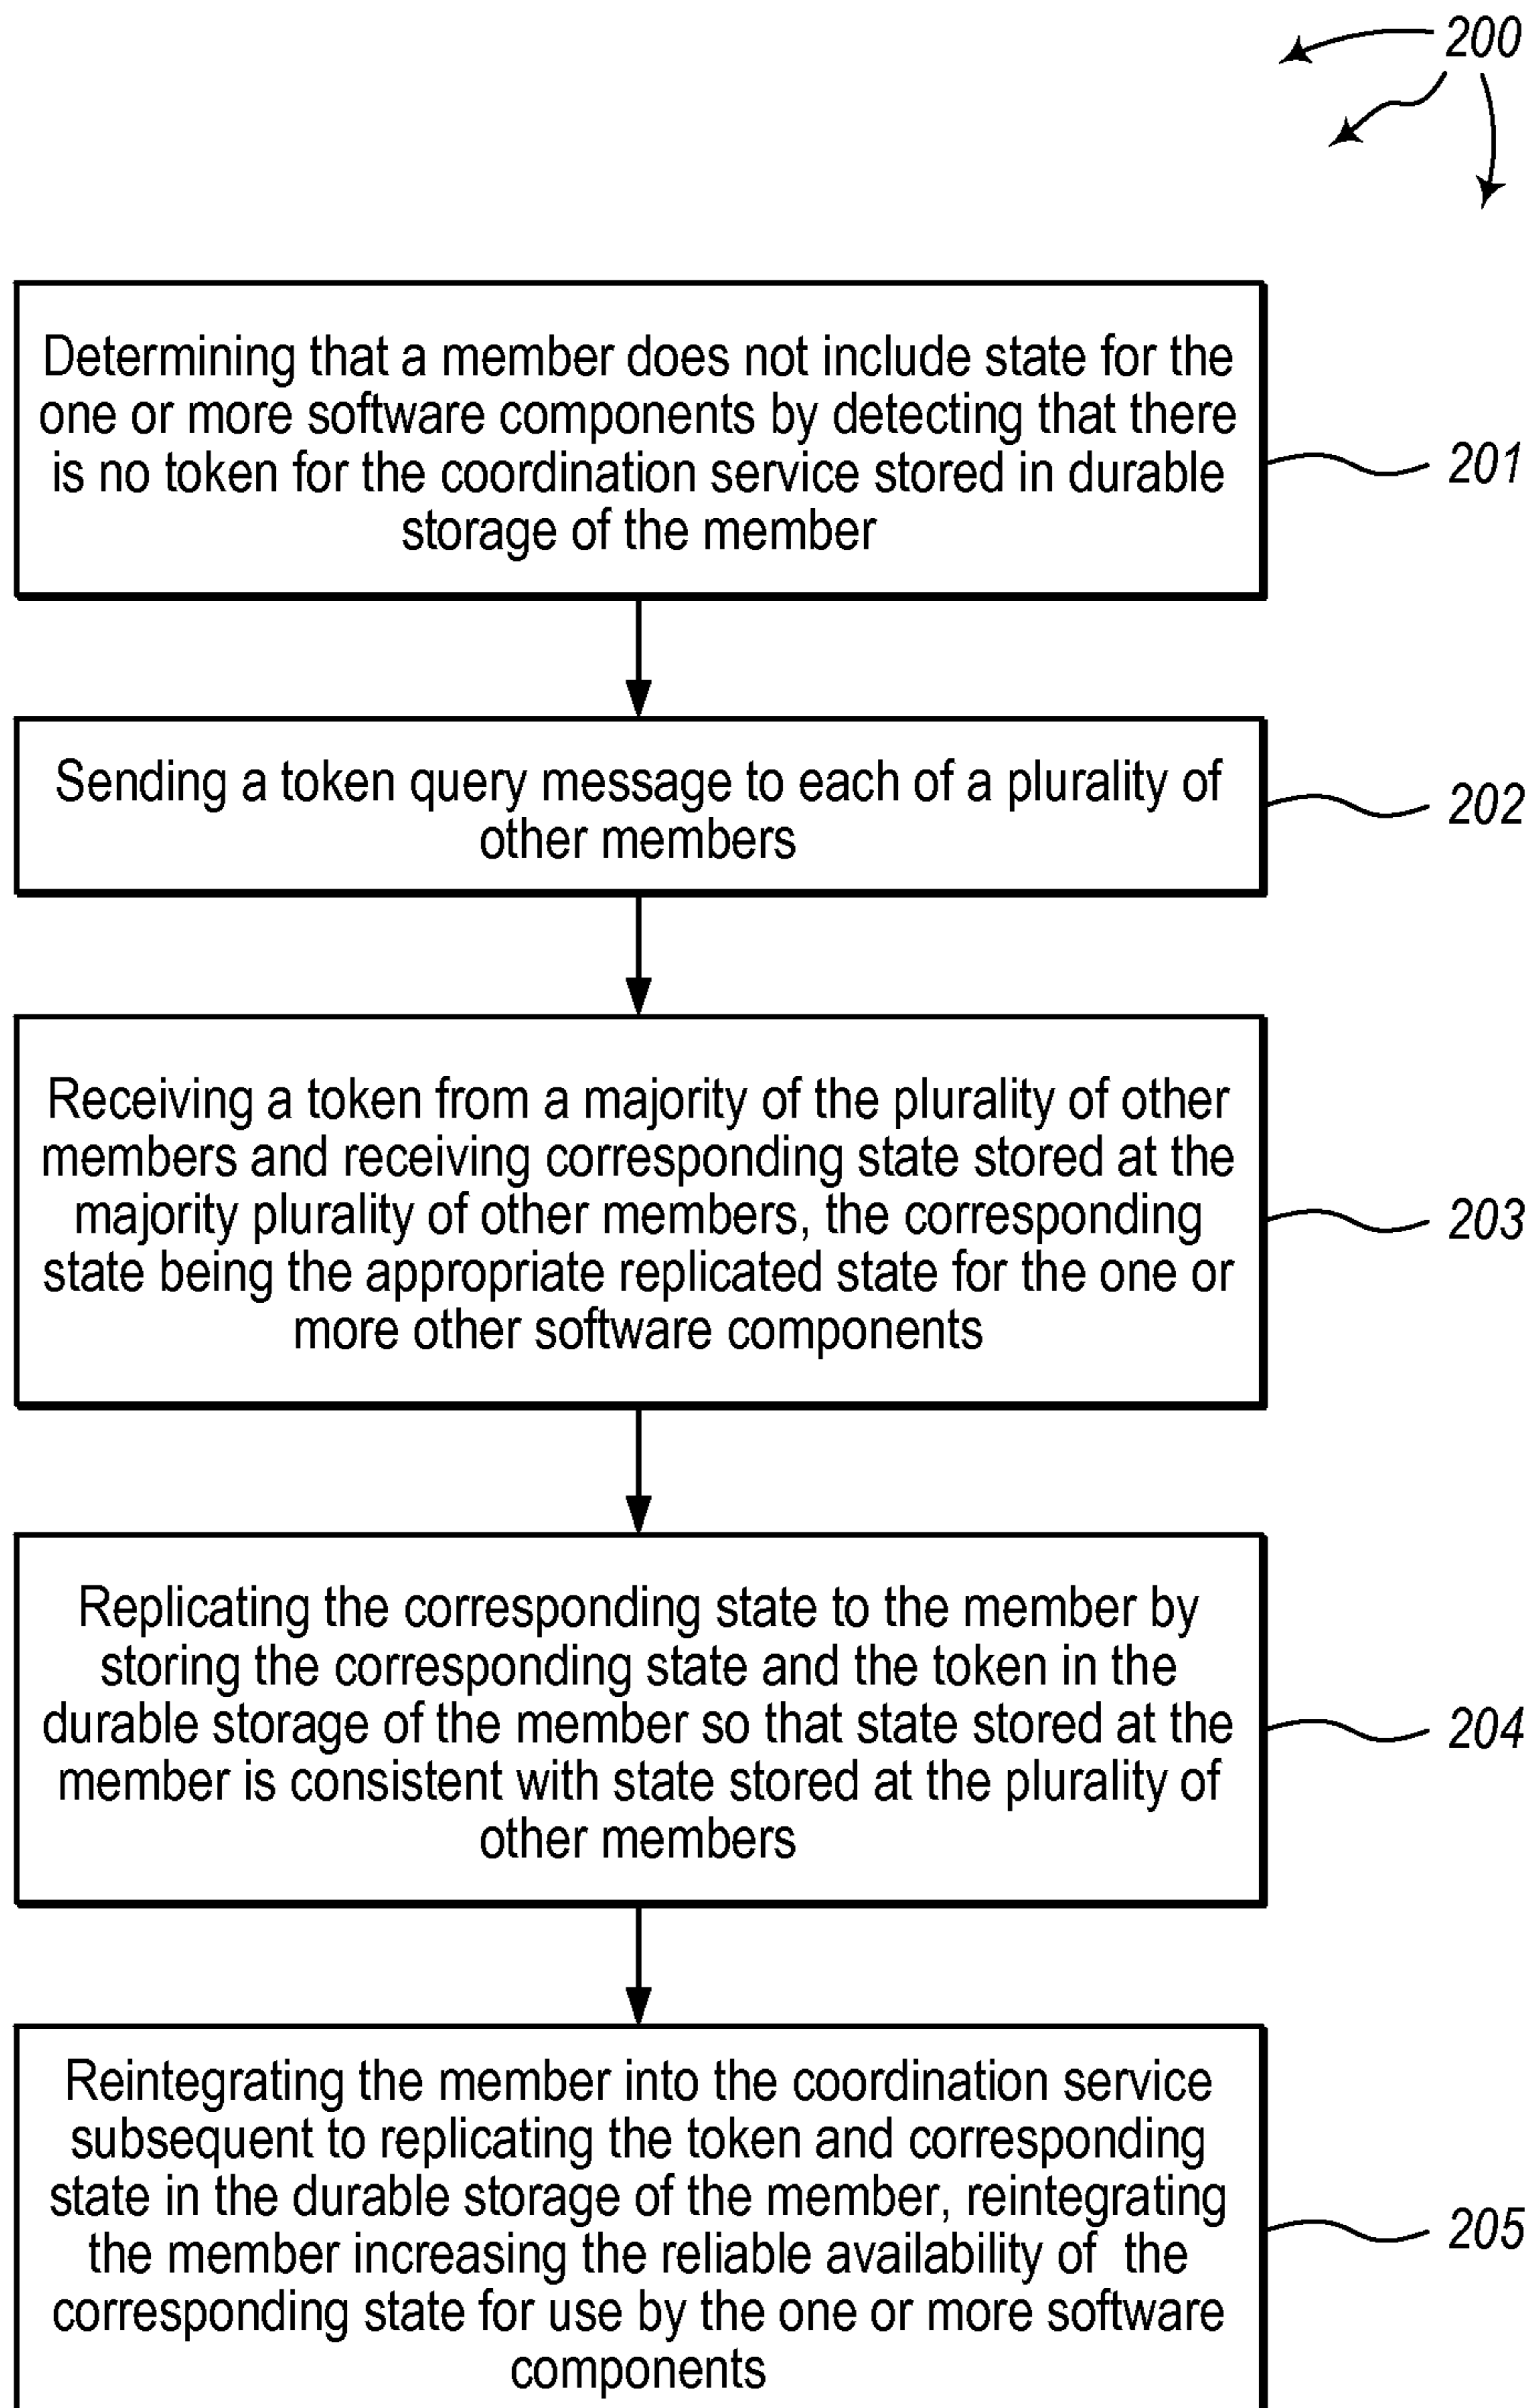 200
Determining that a member does not include state for the
one or more software components by detecting that there
is no token for the coordination service stored in durable
storage of the member
201
Sending a token query message to each of a plurality of
other members
202
Receiving a token from a majority of the plurality of other
members and receiving corresponding state stored at the
majority plurality of other members, the corresponding
state being the appropriate replicated state for the one or
more other software components
203
Replicating the corresponding state to the member by
storing the corresponding state and the token in the
durable storage of the member so that state stored at the
member is consistent with state stored at the plurality of
other members
204
Reintegrating the member into the coordination service
subsequent to replicating the token and corresponding
state in the durable storage of the member, reintegrating
the member increasing the reliable availability of the
corresponding state for use by the one or more software
components
205